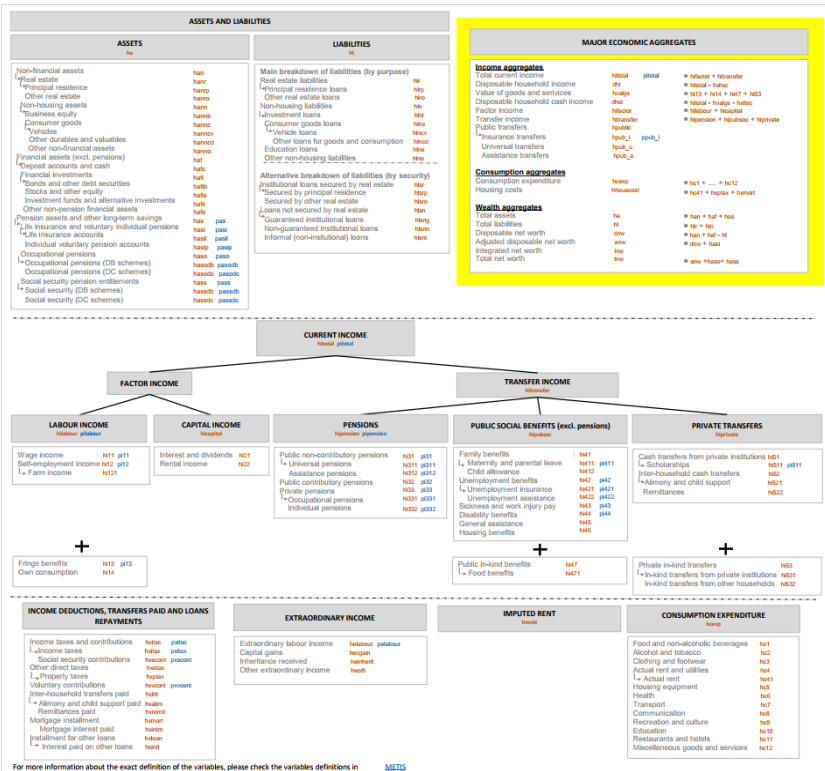 ASSETS AND LIABILITIES
ASSETS
ha
Non-financial assets han
Real estate hanr
Principal residence hanrp
Other real estate hanro
Non-housing assets hann
Business equity hannb
Consumer goods hannc
Vehicles hanncv
Other durables and valuables hanncd
Other non-financial assets hanno
Financial assets (excl. pensions) haf
Deposit accounts and cash hafc
Financial investments hafi
Bonds and other debt securities hafib
Stocks and other equity hafis
Investment funds and alternative investments hafii
Other non-pension financial assets hafo
Pension assets and other long-term savings has pas
Life insurance and voluntary individual pensions hasi pasi
Life insurance accounts hasil pasil
Individual voluntary pension accounts hasip pasip
Occupational pensions haso paso
Occupational pensions (DB schemes) hasodb pasodb
Occupational pensions (DC schemes) hasodc pasodc
Social security pension entitlements hass pass
Social security (DB schemes) hassdb passdb
Social security (DC schemes) hassdc passdc
LIABILITIES
hl
Main breakdown of liabilities (by purpose)
Real estate liabilities hlr
Principal residence loans hlrp
Other real estate loans hlro
Non-housing liabilities hln
Investment loans hlni
Consumer goods loans hlnc
Vehicle loans hlncv
Other loans for goods and consumption hlncd
Education loans hlne
Other non-housing liabilities hlno
Alternative breakdown of liabilities (by security)
Institutional loans secured by real estate hlsr
Secured by principal residence hlsrp
Secured by other real estate hlsro
Loans not secured by real estate hlsn
Guaranteed institutional loans hlsng
Non-guaranteed institutional loans hlsnn
Informal (non-institutional) loans hlsni
MAJOR ECONOMIC AGGREGATES
Income aggregates
Total current income hitotal pitotal = hifactor + hitransfer
Disposable household income dhi = hitotal - hxitsc
Value of goods and services hvalgs = hi13 + hi14 + hi47 + hi53
Disposable household cash income dhci = hitotal - hvalgs - hxitsc
Factor income hifactor = hilabour + hicapital
Transfer income hitransfer = hipension + hipubsoc + hiprivate
Public transfers hpublic
Insurance transfers hpub_i ppub_i
Universal transfers hpub_u
Assistance transfers hpub_a
Consumption aggregates
Consumption expenditure hcexp = hc1 + ..... + hc12
Housing costs hhouscost = hc41 + hxptax + hxmort
Wealth aggregates
Total assets ha = han + haf + has
Total liabilities hl = hlr + hln
Disposable net worth dnw = han + haf - hl
Adjusted disposable net worth anw = dnw + hasi
Integrated net worth inw
Total net worth tnw = anw +haso+ hass
CURRENT INCOME
hitotal pitotal
FACTOR INCOME
TRANSFER INCOME
hitransfer
LABOUR INCOME
hilabour pilabour
Wage income hi11 pi11
Self-employment income hi12 pi12
Farm income hi121
CAPITAL INCOME
hicapital
Interest and dividends hi21
Rental income hi22
PENSIONS
hipension pipension
Public non-contributory pensions hi31 pi31
Universal pensions hi311 pi311
Assistance pensions hi312 pi312
Public contributory pensions hi32 pi32
Private pensions hi33 pi33
Occupational pensions hi331 pi331
Individual pensions hi332 pi332
PUBLIC SOCIAL BENEFITS (excl. pensions)
hipubsoc
Family benefits hi41
Maternity and parental leave hi411 pi411
Child allowance hi412
Unemployment benefits hi42 pi42
Unemployment insurance hi421 pi421
Unemployment assistance hi422 pi422
Sickness and work injury pay hi43 pi43
Disability benefits hi44 pi44
General assistance hi45
Housing benefits hi46
PRIVATE TRANSFERS
hiprivate
Cash transfers from private institutions hi51
Scholarships hi511 pi511
Inter-household cash transfers hi52
Alimony and child support hi521
Remittances hi522
+
+
+
Fringe benefits hi13 pi13
Own consumption hi14
Public in-kind benefits hi47
Food benefits hi471
Private in-kind transfers hi53
In-kind transfers from private institutions hi531
In-kind transfers from other households hi532
INCOME DEDUCTIONS, TRANSFERS PAID AND LOANS
REPAYMENTS
Income taxes and contributions hxitsc pxitsc
Income taxes hxitax pxitax
Social security contributions hxscont pxscont
Other direct taxes hxotax
Property taxes hxptax
Voluntary contributions hxvcont pxvcont
Inter-household transfers paid hxiht
Alimony and child support paid hxalim
Remittances paid hxremit
Mortgage installment hxmort
Mortgage interest paid hxintm
Installment for other loans hxloan
Interest paid on other loans hxintl
EXTRAORDINARY INCOME
Extraordinary labour income helabour pelabour
Capital gains hecgain
Inheritance received heinherit
Other extraordinary income heoth
IMPUTED RENT
CONSUMPTION EXPENDITURE
hcexp
Food and non-alcoholic beverages hc1
Alcohol and tobacco hc2
Clothing and footwear hc3
Actual rent and utilities hc4
Actual rent hc41
Housing equipment hc5
Health hc6
Transport hc7
Communication hc8
Recreation and culture hc9
Education hc10
Restaurants and hotels hc11
Miscellaneous goods and services hc12
For more information about the exact definition of the variables, please check the variables definitions in METIS